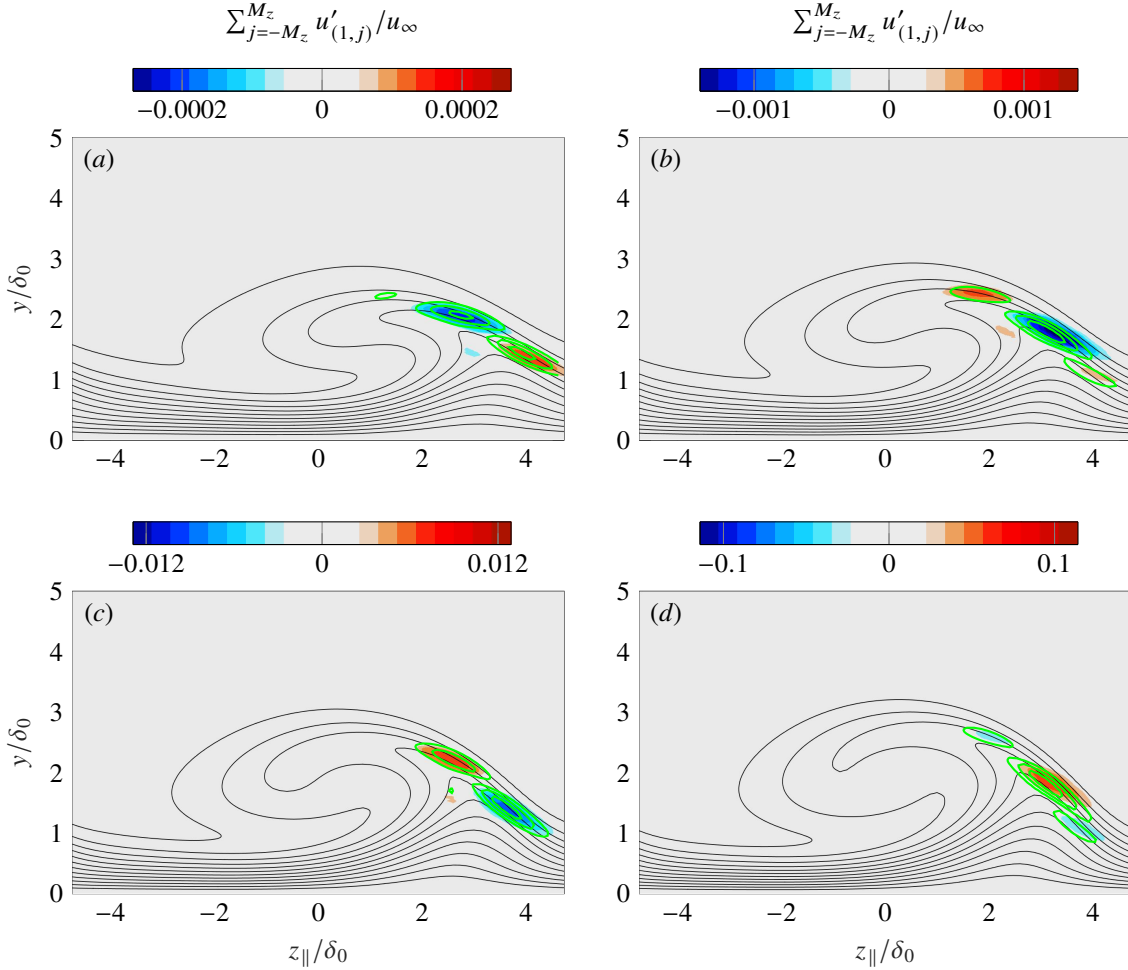 ∑_{j=−M_z}^{M_z} u′_{(1,j)}/u_∞ ∑_{j=−M_z}^{M_z} u′_{(1,j)}/u_∞
−0.0002 0 0.0002 −0.001 0 0.001
(a) (b)
5 5
4 4
3 3
2 2
1 1
0 0
y/δ_0
−4 −2 0 2 4 −4 −2 0 2 4
−0.012 0 0.012 −0.1 0 0.1
(c) (d)
5 5
4 4
3 3
2 2
1 1
0 0
y/δ_0
−4 −2 0 2 4 −4 −2 0 2 4
z_∥/δ_0 z_∥/δ_0